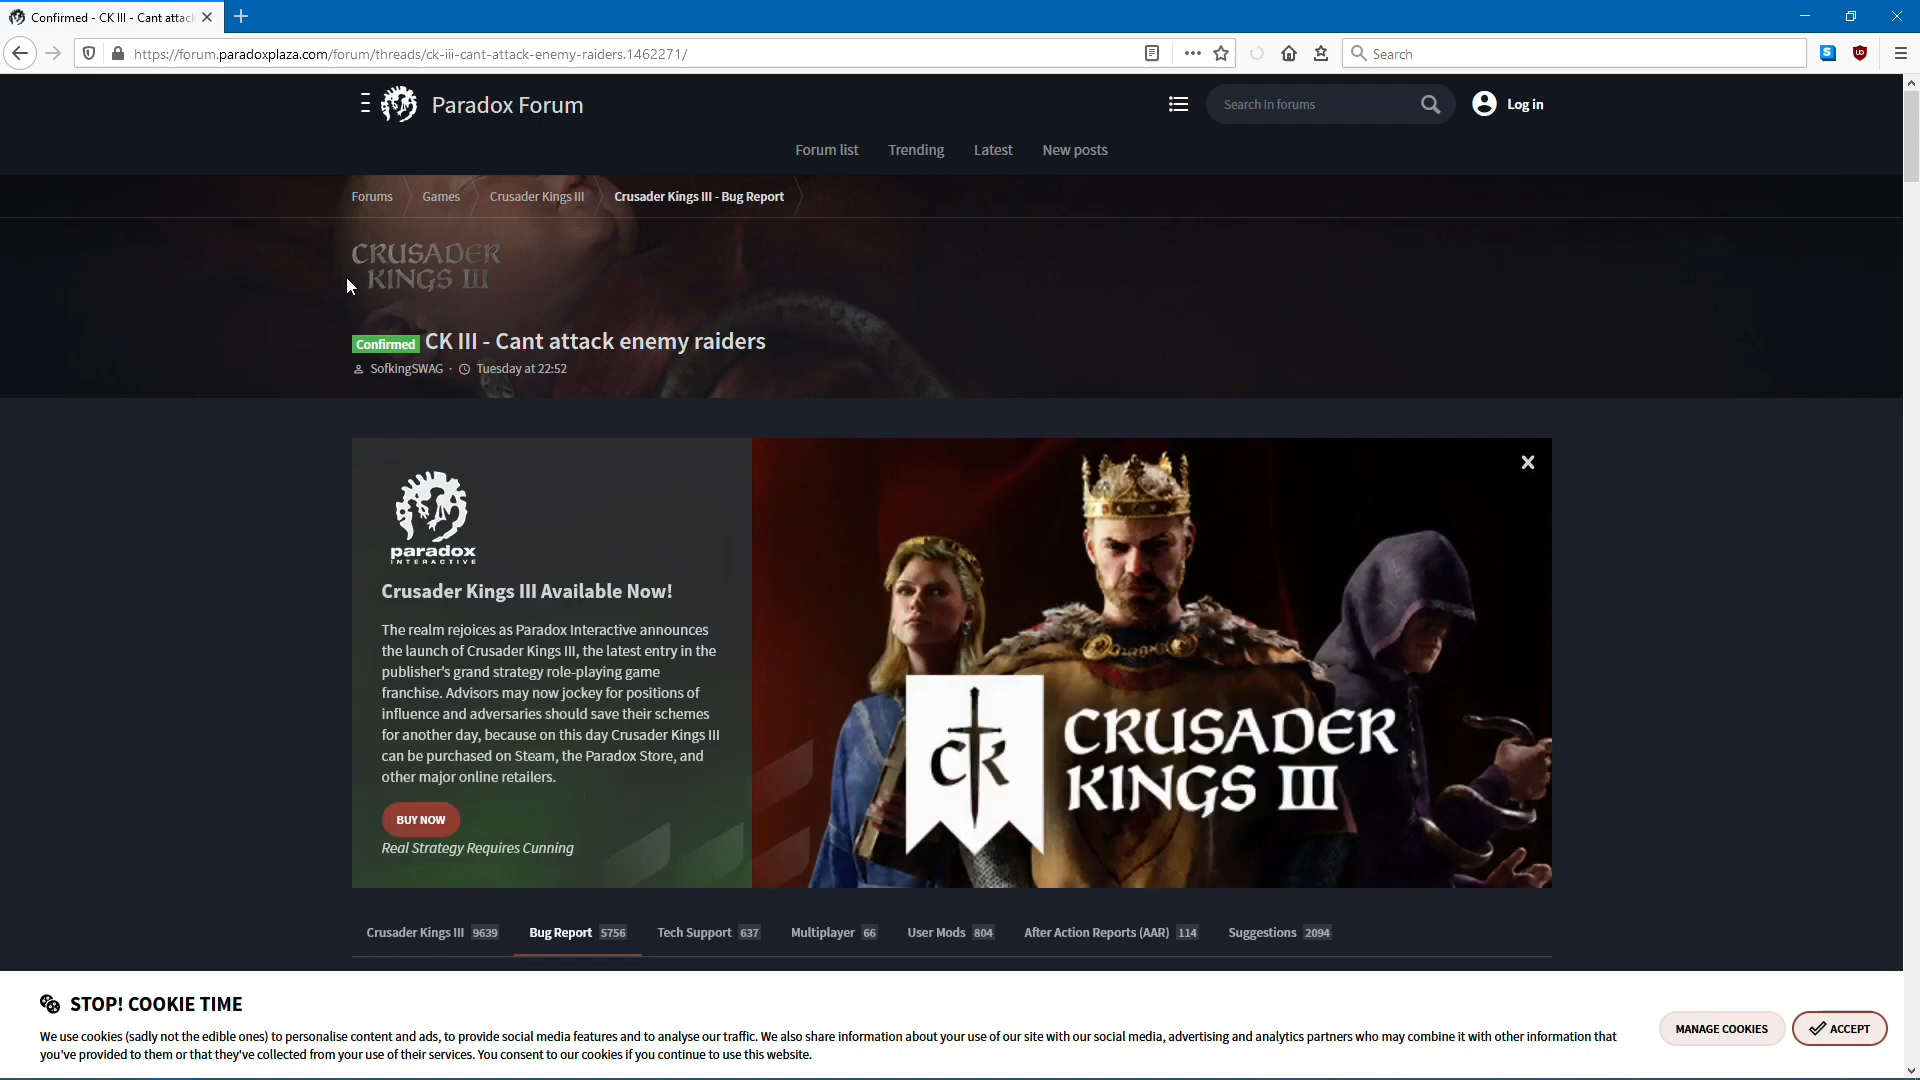 Confirmed - CK III - Cant attac
https://forum.paradoxplaza.com/forum/threads/ck-iii-cant-attack-enemy-raiders.1462271/
Search
Paradox Forum
Search in forums
Log in
Forum list
Trending
Latest
New posts
Forums
Games
Crusader Kings III
Crusader Kings III - Bug Report
CRUSADER
KINGS III
Confirmed CK III - Cant attack enemy raiders
SofkingSWAG · Tuesday at 22:52
paradox
INTERACTIVE
Crusader Kings III Available Now!
The realm rejoices as Paradox Interactive announces
the launch of Crusader Kings III, the latest entry in the
publisher's grand strategy role-playing game
franchise. Advisors may now jockey for positions of
influence and adversaries should save their schemes
for another day, because on this day Crusader Kings III
can be purchased on Steam, the Paradox Store, and
other major online retailers.
BUY NOW
Real Strategy Requires Cunning
CK
CRUSADER
KINGS III
Crusader Kings III 9639
Bug Report 5756
Tech Support 637
Multiplayer 66
User Mods 804
After Action Reports (AAR) 114
Suggestions 2094
STOP! COOKIE TIME
We use cookies (sadly not the edible ones) to personalise content and ads, to provide social media features and to analyse our traffic. We also share information about your use of our site with our social media, advertising and analytics partners who may combine it with other information that
you've provided to them or that they've collected from your use of their services. You consent to our cookies if you continue to use this website.
MANAGE COOKIES
ACCEPT